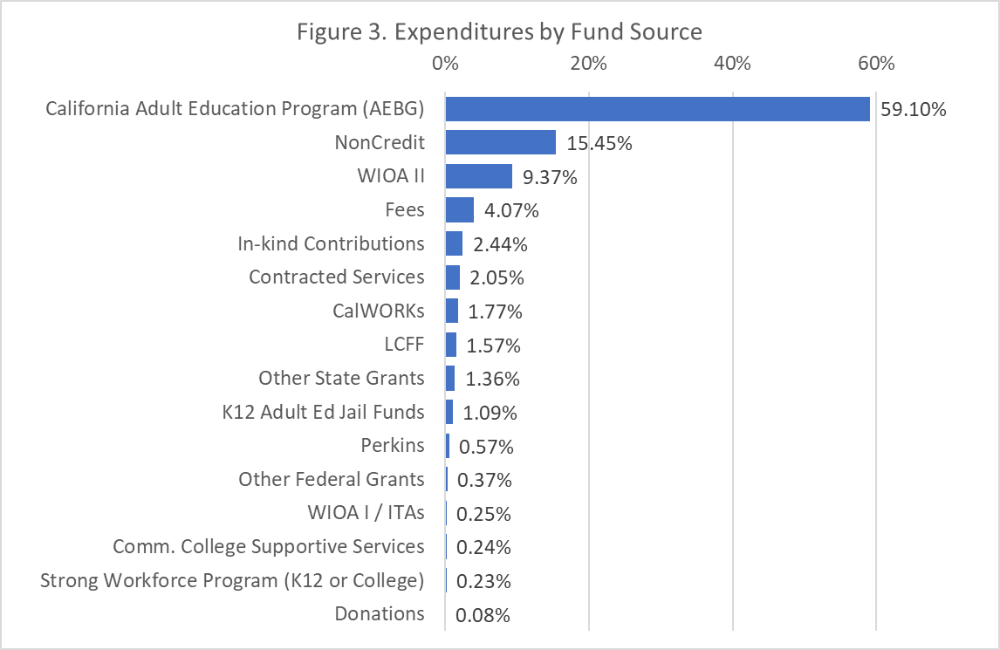 Figure 3. Expenditures by Fund Source
0% 20% 40% 60%
California Adult Education Program (AEBG) 59.10%
NonCredit 15.45%
WIOA II 9.37%
Fees 4.07%
In-kind Contributions 2.44%
Contracted Services 2.05%
CalWORKs 1.77%
LCFF 1.57%
Other State Grants 1.36%
K12 Adult Ed Jail Funds 1.09%
Perkins 0.57%
Other Federal Grants 0.37%
WIOA I / ITAs 0.25%
Comm. College Supportive Services 0.24%
Strong Workforce Program (K12 or College) 0.23%
Donations 0.08%